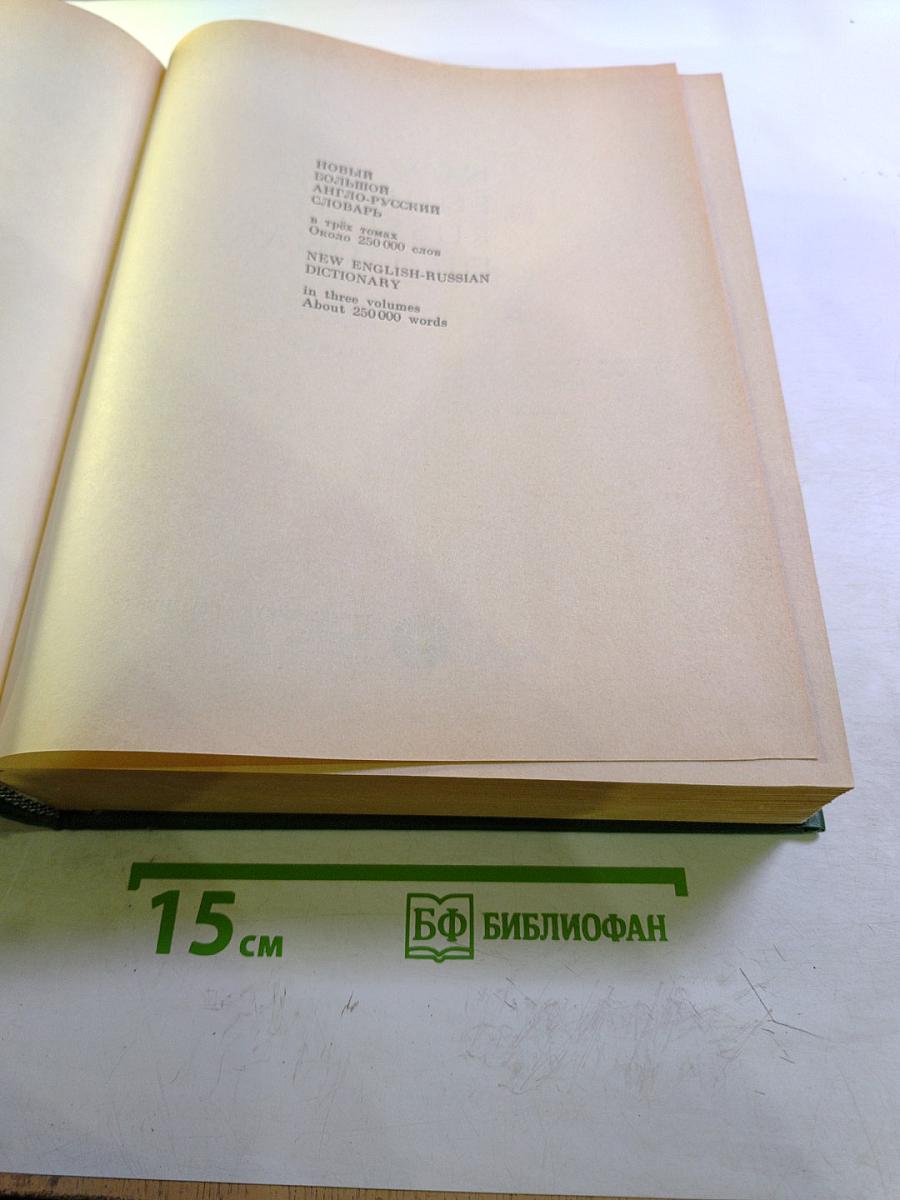 НОВЫЙ
БОЛЬШОЙ
АНГЛО-РУССКИЙ
СЛОВАРЬ
в трёх томах
Около 250 000 слов
NEW ENGLISH-RUSSIAN
DICTIONARY
in three volumes
About 250 000 words
15 см
БФ БИБЛИОФАН